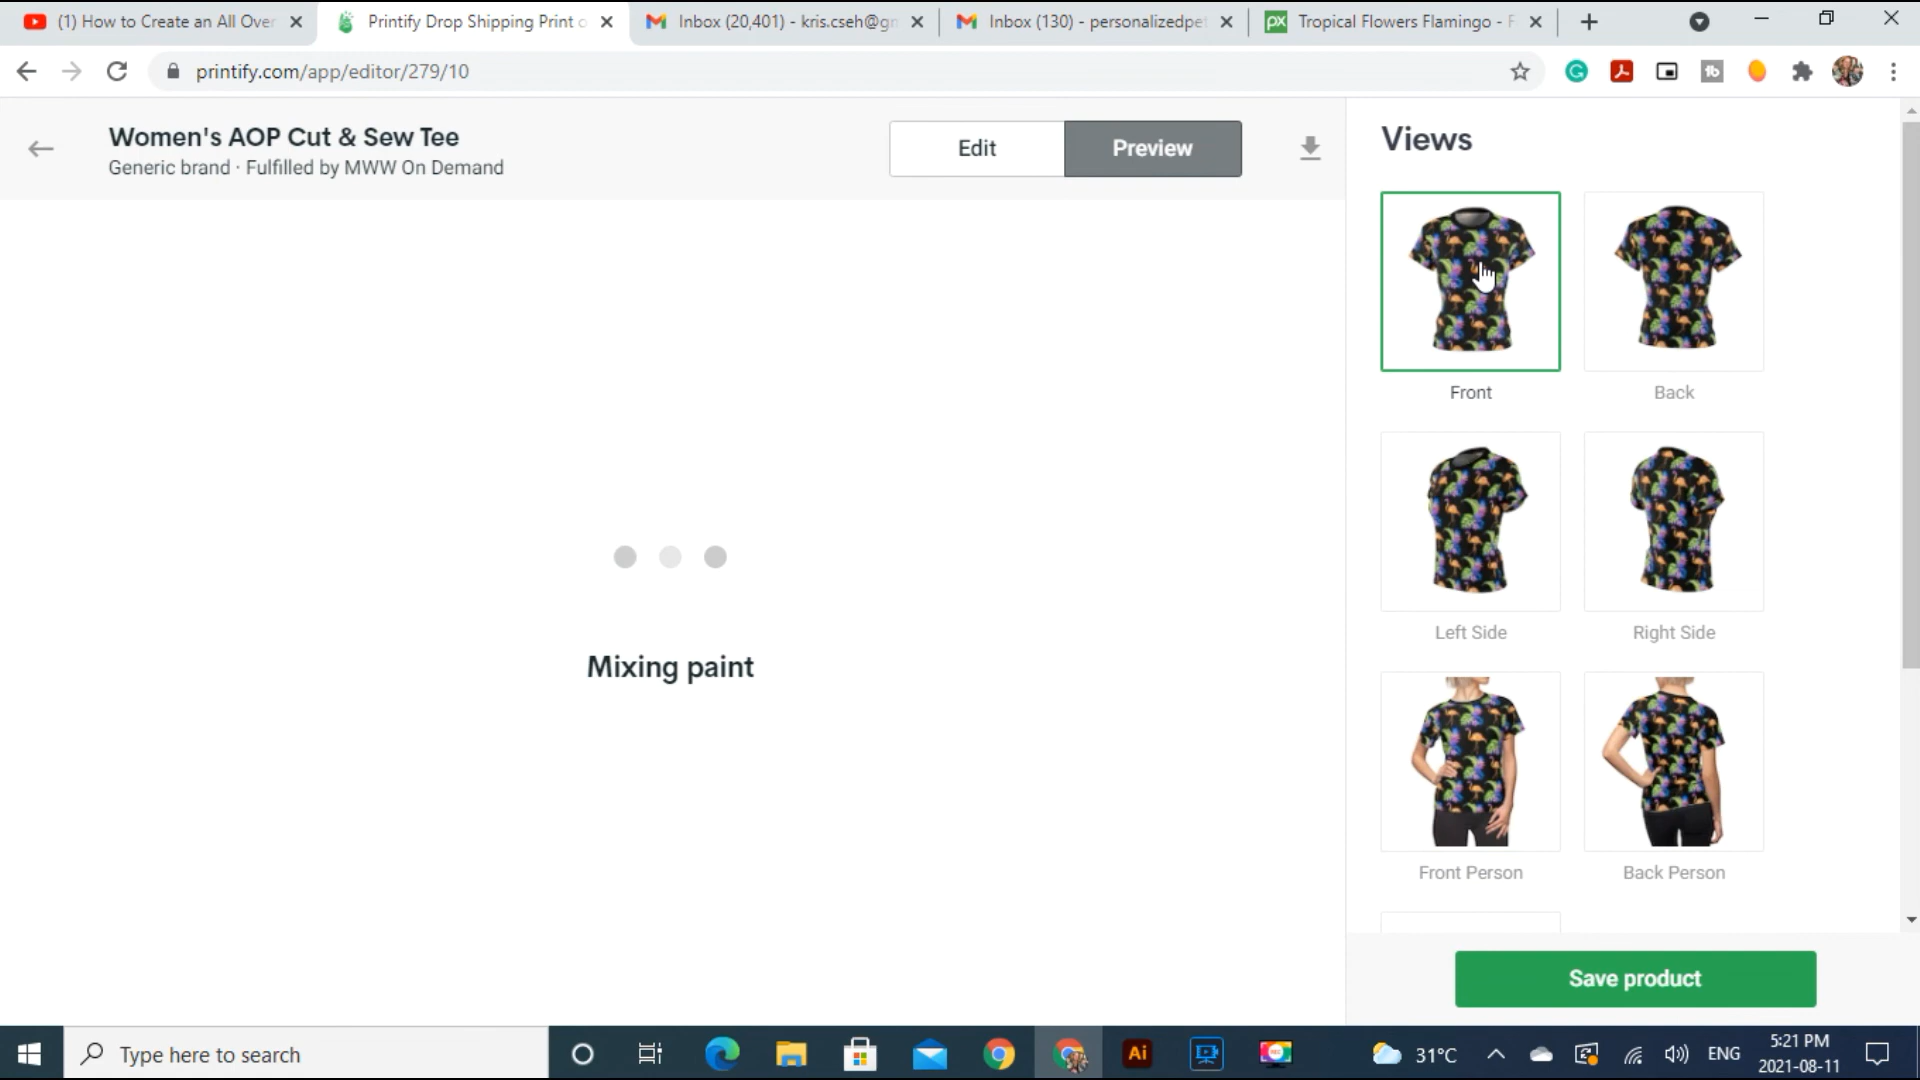 (1) How to Create an All Over
Printify Drop Shipping Print o
Inbox (20,401) - kris.cseh@gm
Inbox (130) - personalizedpet
Tropical Flowers Flamingo - F
printify.com/app/editor/279/10
Women's AOP Cut & Sew Tee
Generic brand · Fulfilled by MWW On Demand
Edit
Preview
Views
Front
Back
Left Side
Right Side
Mixing paint
Front Person
Back Person
Save product
Type here to search
Ai
31°C
ENG
5:21 PM
2021-08-11